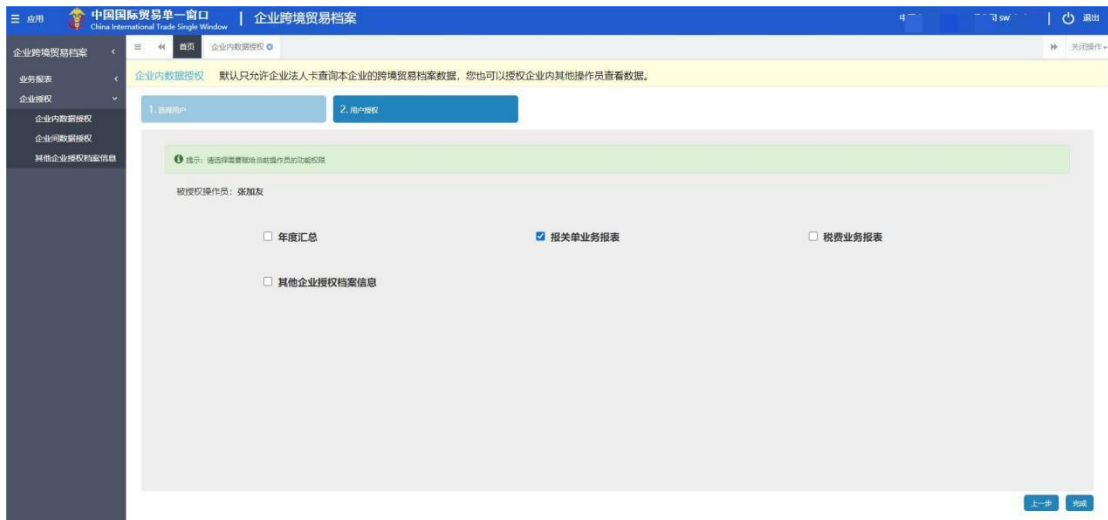 应用
中国国际贸易单一窗口
China International Trade Single Window
企业跨境贸易档案
sw
退出
企业跨境贸易档案
首页
企业内数据授权
关闭操作
业务报表
企业授权
企业内数据授权
企业间数据授权
其他企业授权档案信息
企业内数据授权 默认只允许企业法人卡查询本企业的跨境贸易档案数据，您也可以授权企业内其他操作员查看数据。
1. 选择用户
2. 用户授权
提示：请选择需要赋给当前操作员的功能权限
被授权操作员：张加友
年度汇总
报关单业务报表
税费业务报表
其他企业授权档案信息
上一步
完成